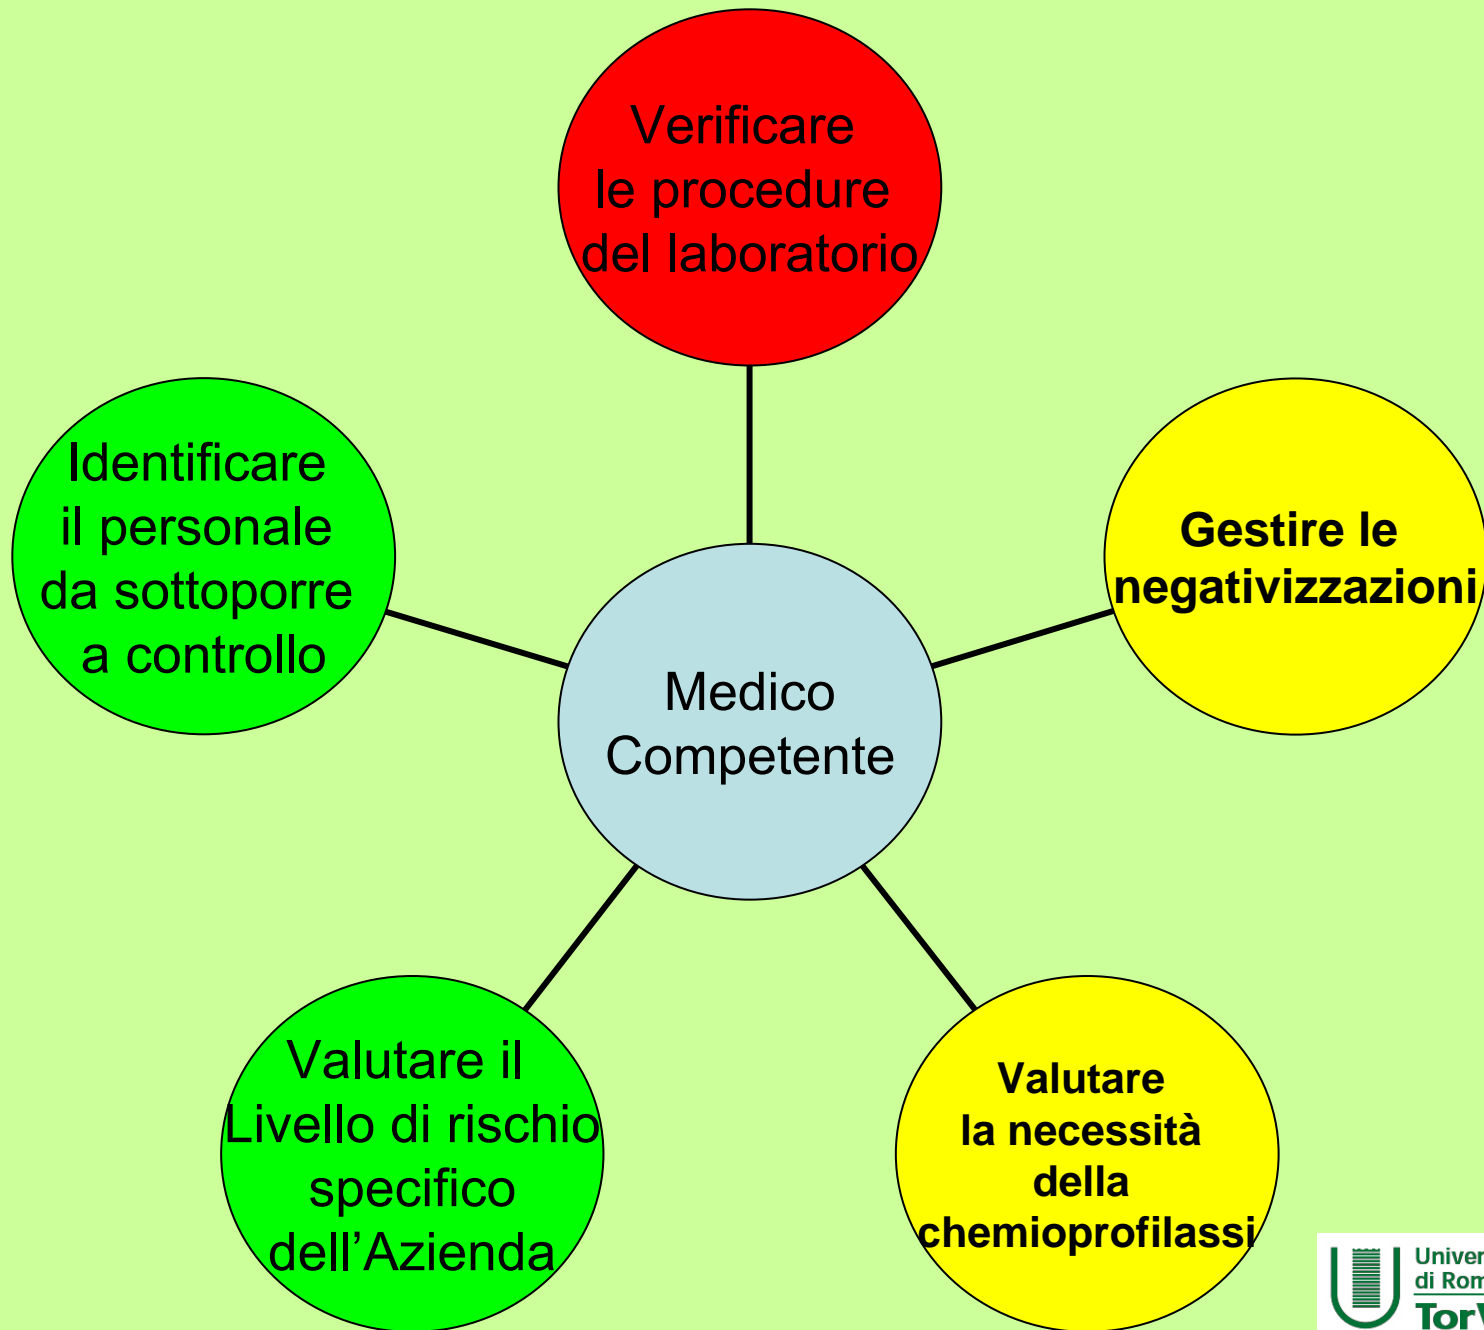 Verificare
le procedure
del laboratorio
Identificare
il personale
da sottoporre
a controllo
Gestire le
negativizzazioni
Medico
Competente
Valutare il
Livello di rischio
specifico
dell'Azienda
Valutare
la necessità
della
chemioprofilassi
di